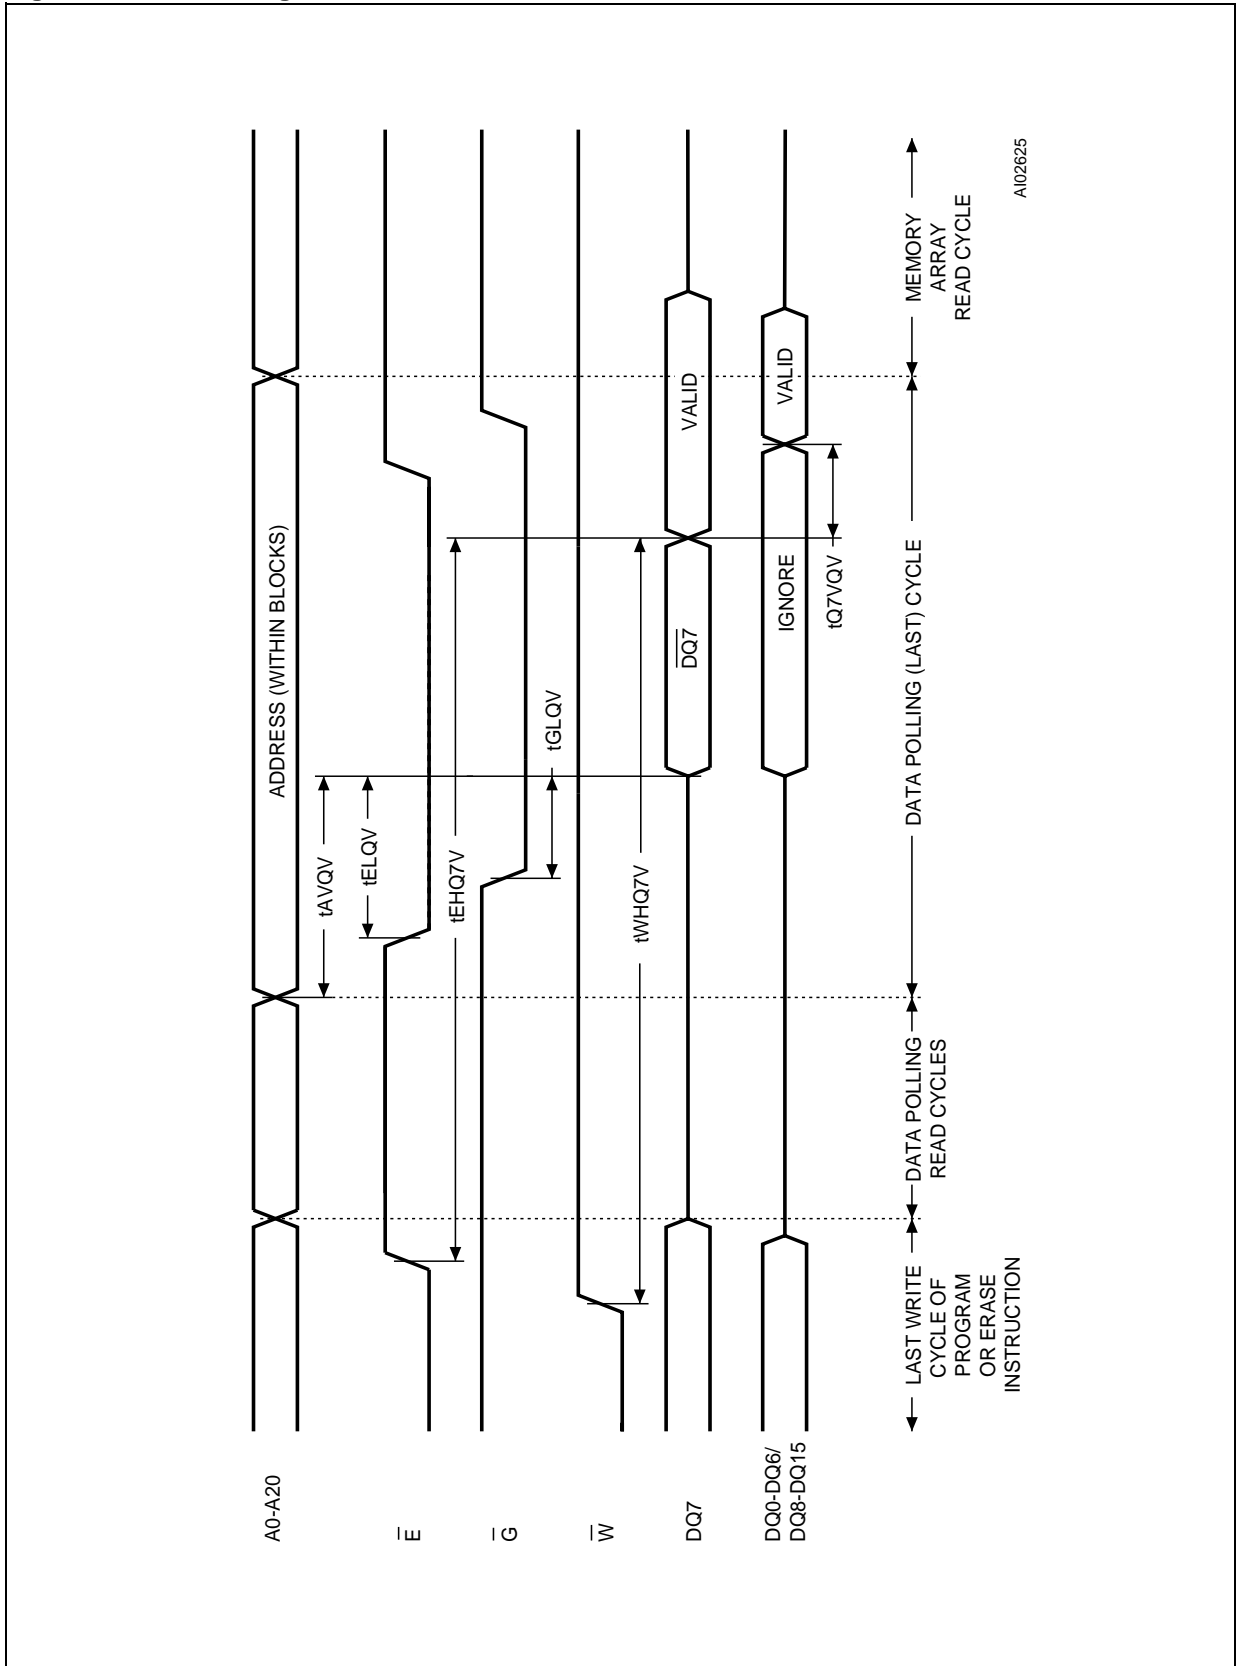 A0-A20
ADDRESS (WITHIN BLOCKS)
tAVQV
tELQV
E
tEHQ7V
G
tGLQV
W
tWHQ7V
DQ7
DQ7
VALID
DQ0-DQ6/
DQ8-DQ15
IGNORE
VALID
tQ7VQV
LAST WRITE
CYCLE OF
PROGRAM
OR ERASE
INSTRUCTION
DATA POLLING
READ CYCLES
DATA POLLING (LAST) CYCLE
MEMORY
ARRAY
READ CYCLE
AI02625